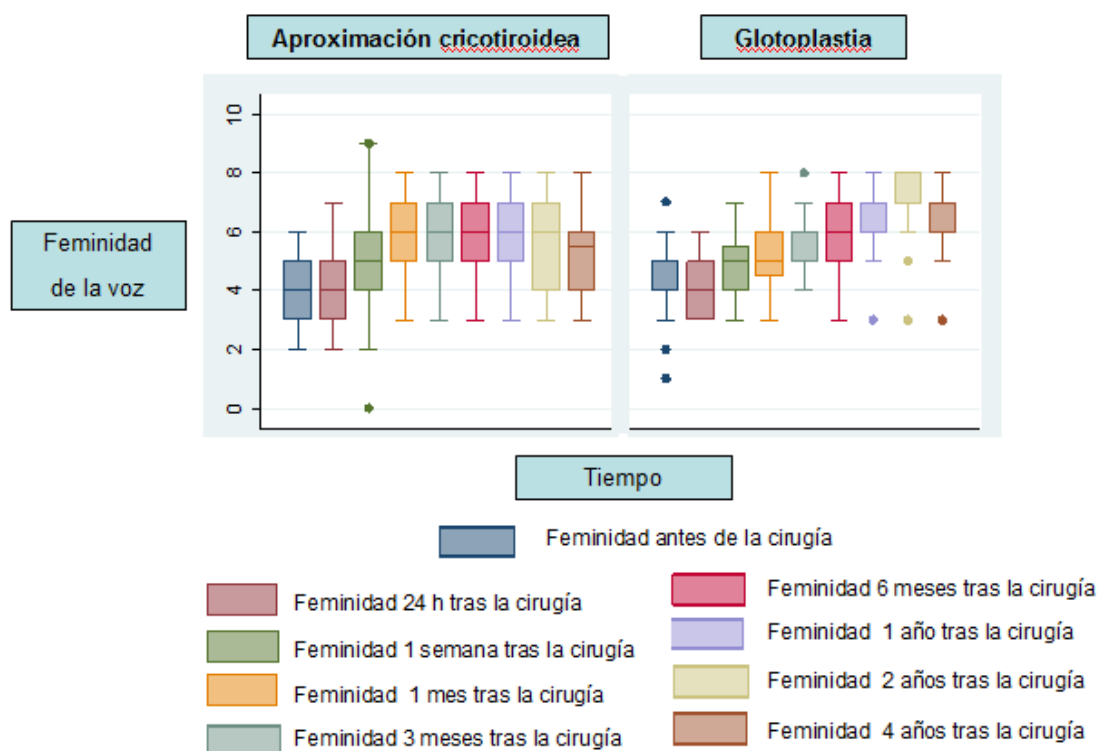 Aproximación cricotiroidea
Glotoplastia
10
8
6
4
2
0
Feminidad
de la voz
Tiempo
Feminidad antes de la cirugía
Feminidad 24 h tras la cirugía
Feminidad 1 semana tras la cirugía
Feminidad 1 mes tras la cirugía
Feminidad 3 meses tras la cirugía
Feminidad 6 meses tras la cirugía
Feminidad 1 año tras la cirugía
Feminidad 2 años tras la cirugía
Feminidad 4 años tras la cirugía